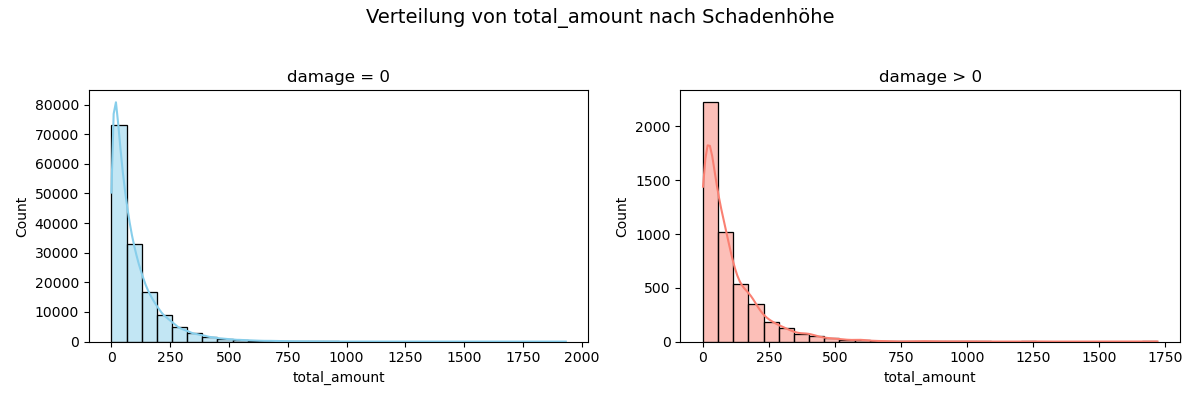 Verteilung von total_amount nach Schadenhöhe
damage = 0
80000
70000
60000
50000
40000
30000
20000
10000
0
Count
0 250 500 750 1000 1250 1500 1750 2000
total_amount
damage > 0
2000
1500
1000
500
0
Count
0 250 500 750 1000 1250 1500 1750
total_amount